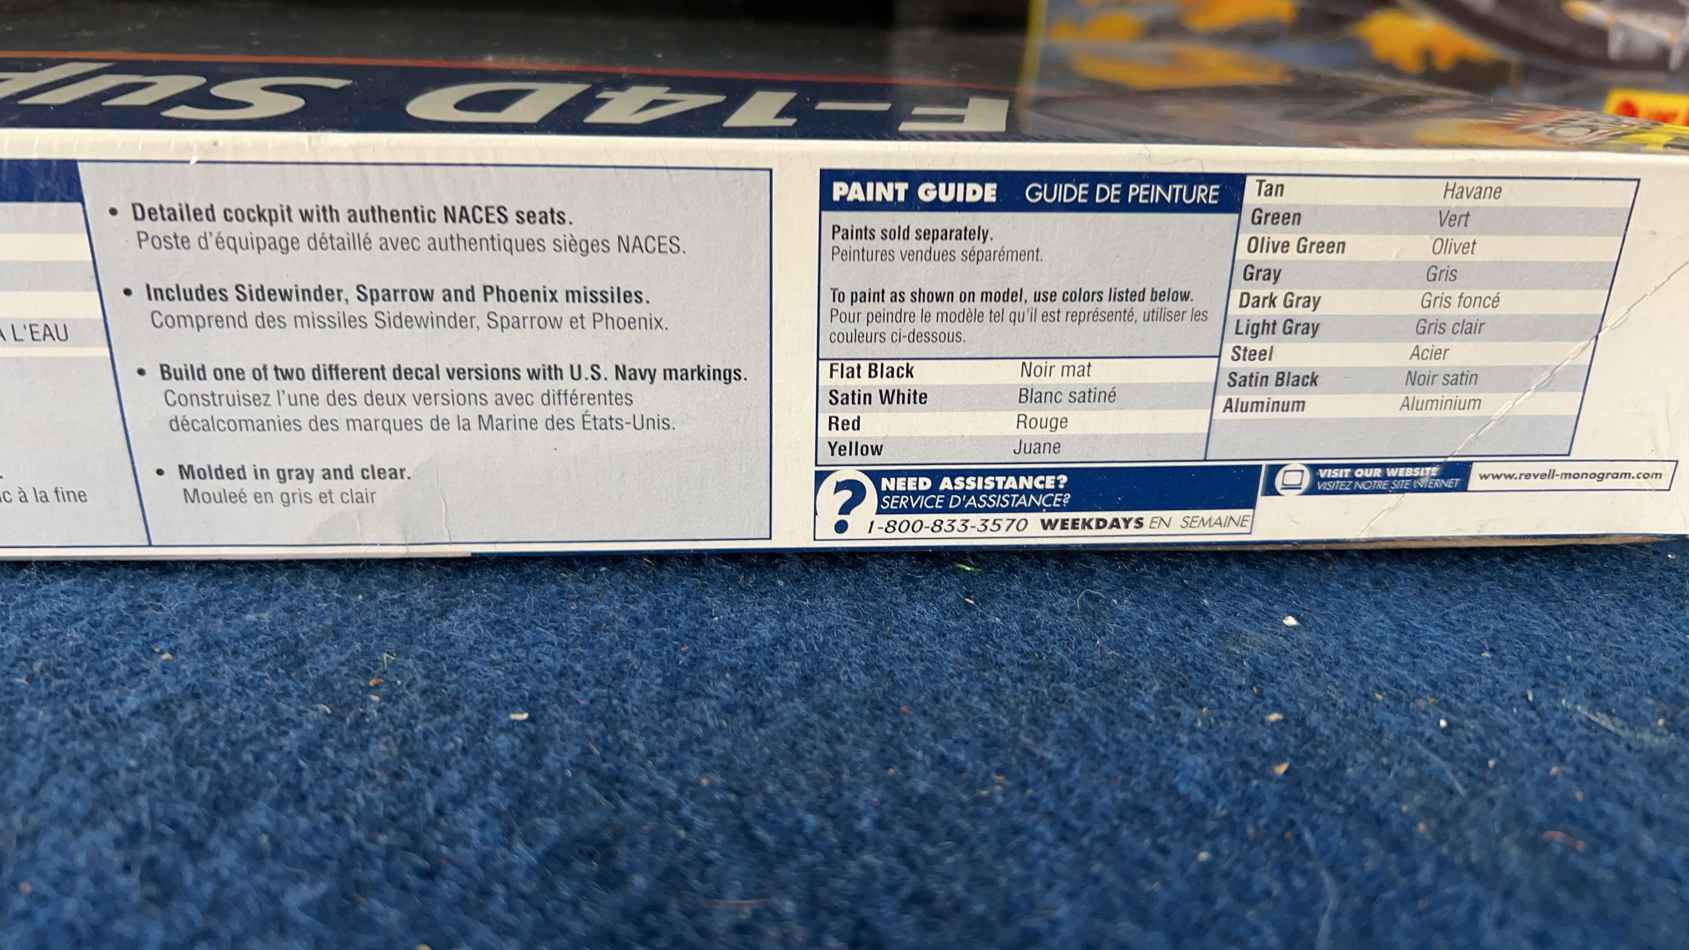 F-14D Sup
À L'EAU
c à la fine
• Detailed cockpit with authentic NACES seats.
Poste d'équipage détaillé avec authentiques sièges NACES.
• Includes Sidewinder, Sparrow and Phoenix missiles.
Comprend des missiles Sidewinder, Sparrow et Phoenix.
• Build one of two different decal versions with U.S. Navy markings.
Construisez l'une des deux versions avec différentes
décalcomanies des marques de la Marine des États-Unis.
• Molded in gray and clear.
Mouleé en gris et clair
PAINT GUIDE GUIDE DE PEINTURE
Paints sold separately.
Peintures vendues séparément.
To paint as shown on model, use colors listed below.
Pour peindre le modèle tel qu'il est représenté, utiliser les
couleurs ci-dessous.
Flat Black Noir mat
Satin White Blanc satiné
Red Rouge
Yellow Juane
Tan Havane
Green Vert
Olive Green Olivet
Gray Gris
Dark Gray Gris foncé
Light Gray Gris clair
Steel Acier
Satin Black Noir satin
Aluminum Aluminium
NEED ASSISTANCE?
SERVICE D'ASSISTANCE?
1-800-833-3570 WEEKDAYS EN SEMAINE
VISIT OUR WEBSITE
VISITEZ NOTRE SITE INTERNET
www.revell-monogram.com